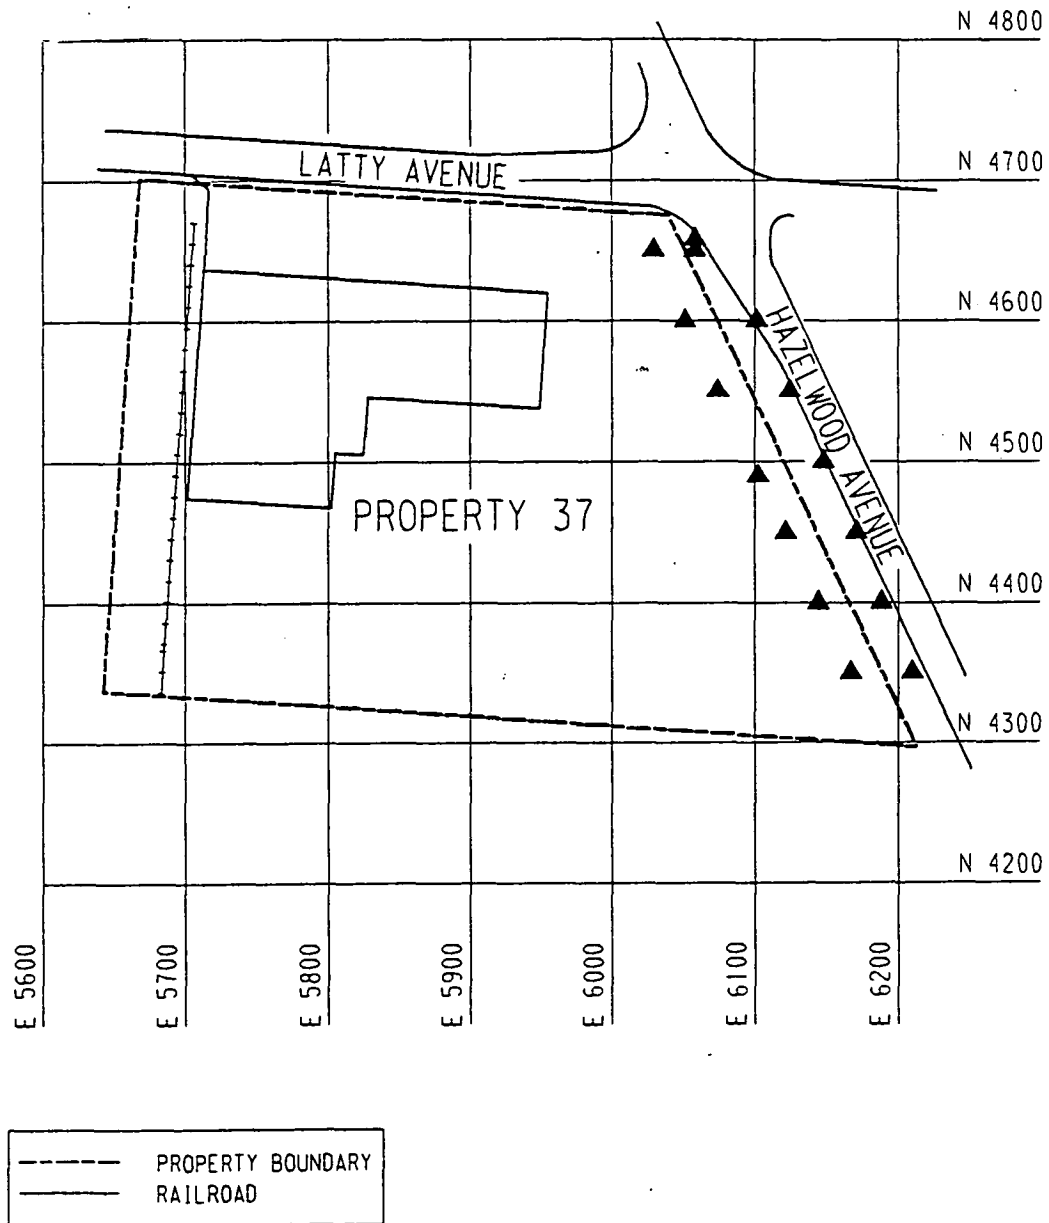 N 4800
LATTY AVENUE
N 4700
N 4600
HAZELWOOD AVENUE
N 4500
PROPERTY 37
N 4400
N 4300
N 4200
E 5600
E 5700
E 5800
E 5900
E 6000
E 6100
E 6200
PROPERTY BOUNDARY
RAILROAD